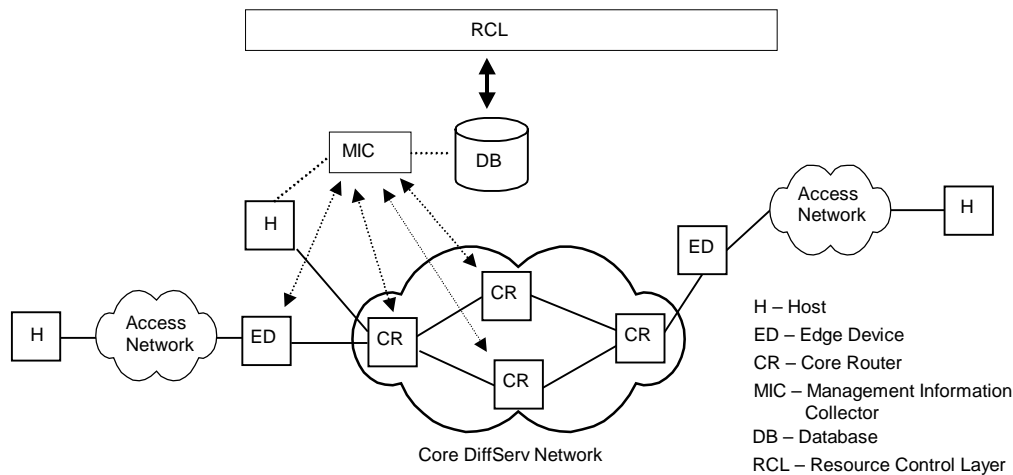 RCL
MIC
DB
H
Access
Network
H
ED
CR
H
Access
Network
ED
CR
CR
CR
Core DiffServ Network
H – Host
ED – Edge Device
CR – Core Router
MIC – Management Information
Collector
DB – Database
RCL – Resource Control Layer